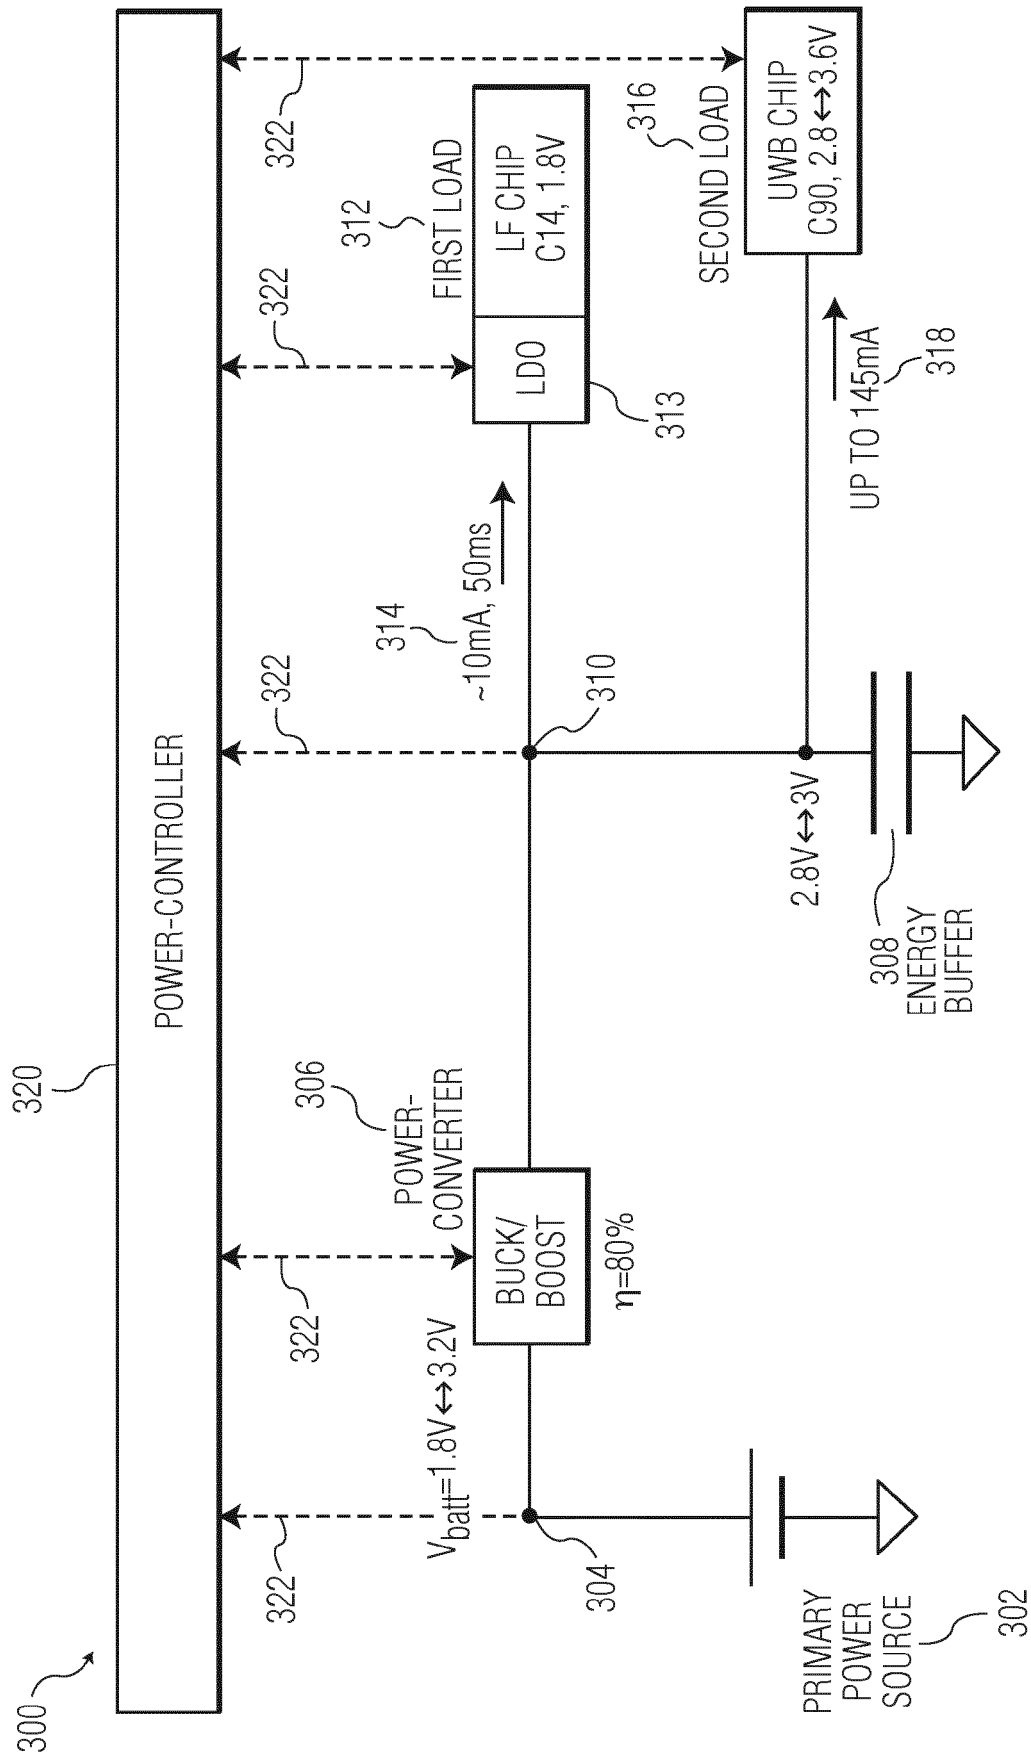 300
320
POWER-CONTROLLER
322
322
322
322
322
V_batt=1.8V↔3.2V
304
PRIMARY
POWER
SOURCE
302
306
POWER-
CONVERTER
BUCK/
BOOST
η=80%
310
2.8V↔3V
308
ENERGY
BUFFER
314
~10mA, 50ms
312
FIRST LOAD
LDO
LF CHIP
C14, 1.8V
313
316
SECOND LOAD
UWB CHIP
C90, 2.8↔3.6V
UP TO 145mA
318